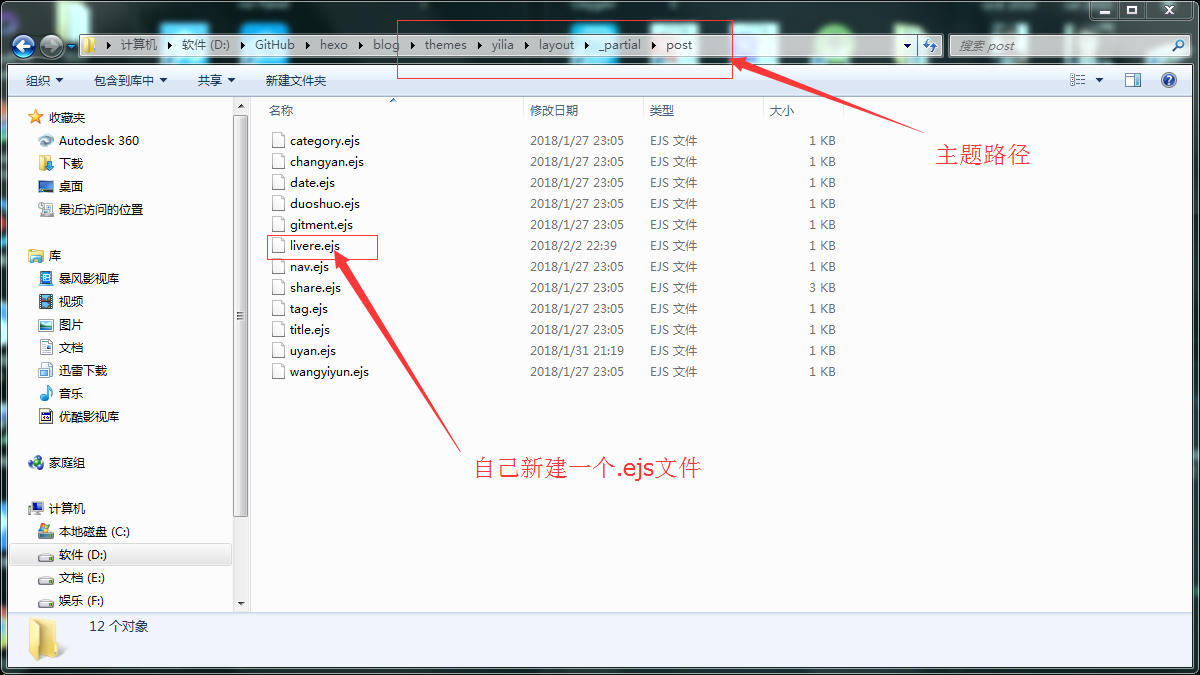 计算机 软件 (D:) GitHub hexo blog themes yilia layout _partial post 搜索 post
组织 包含到库中 共享 新建文件夹
主题路径
收藏夹
Autodesk 360
下载
桌面
最近访问的位置
库
暴风影视库
视频
图片
文档
迅雷下载
音乐
优酷影视库
家庭组
计算机
本地磁盘 (C:)
软件 (D:)
文档 (E:)
娱乐 (F:)
名称 修改日期 类型 大小
category.ejs 2018/1/27 23:05 EJS 文件 1 KB
changyan.ejs 2018/1/27 23:05 EJS 文件 1 KB
date.ejs 2018/1/27 23:05 EJS 文件 1 KB
duoshuo.ejs 2018/1/27 23:05 EJS 文件 1 KB
gitment.ejs 2018/1/27 23:05 EJS 文件 1 KB
livere.ejs 2018/2/2 22:39 EJS 文件 1 KB
nav.ejs 2018/1/27 23:05 EJS 文件 1 KB
share.ejs 2018/1/27 23:05 EJS 文件 3 KB
tag.ejs 2018/1/27 23:05 EJS 文件 1 KB
title.ejs 2018/1/27 23:05 EJS 文件 1 KB
uyan.ejs 2018/1/31 21:19 EJS 文件 1 KB
wangyiyun.ejs 2018/1/27 23:05 EJS 文件 1 KB
自己新建一个.ejs文件
12 个对象